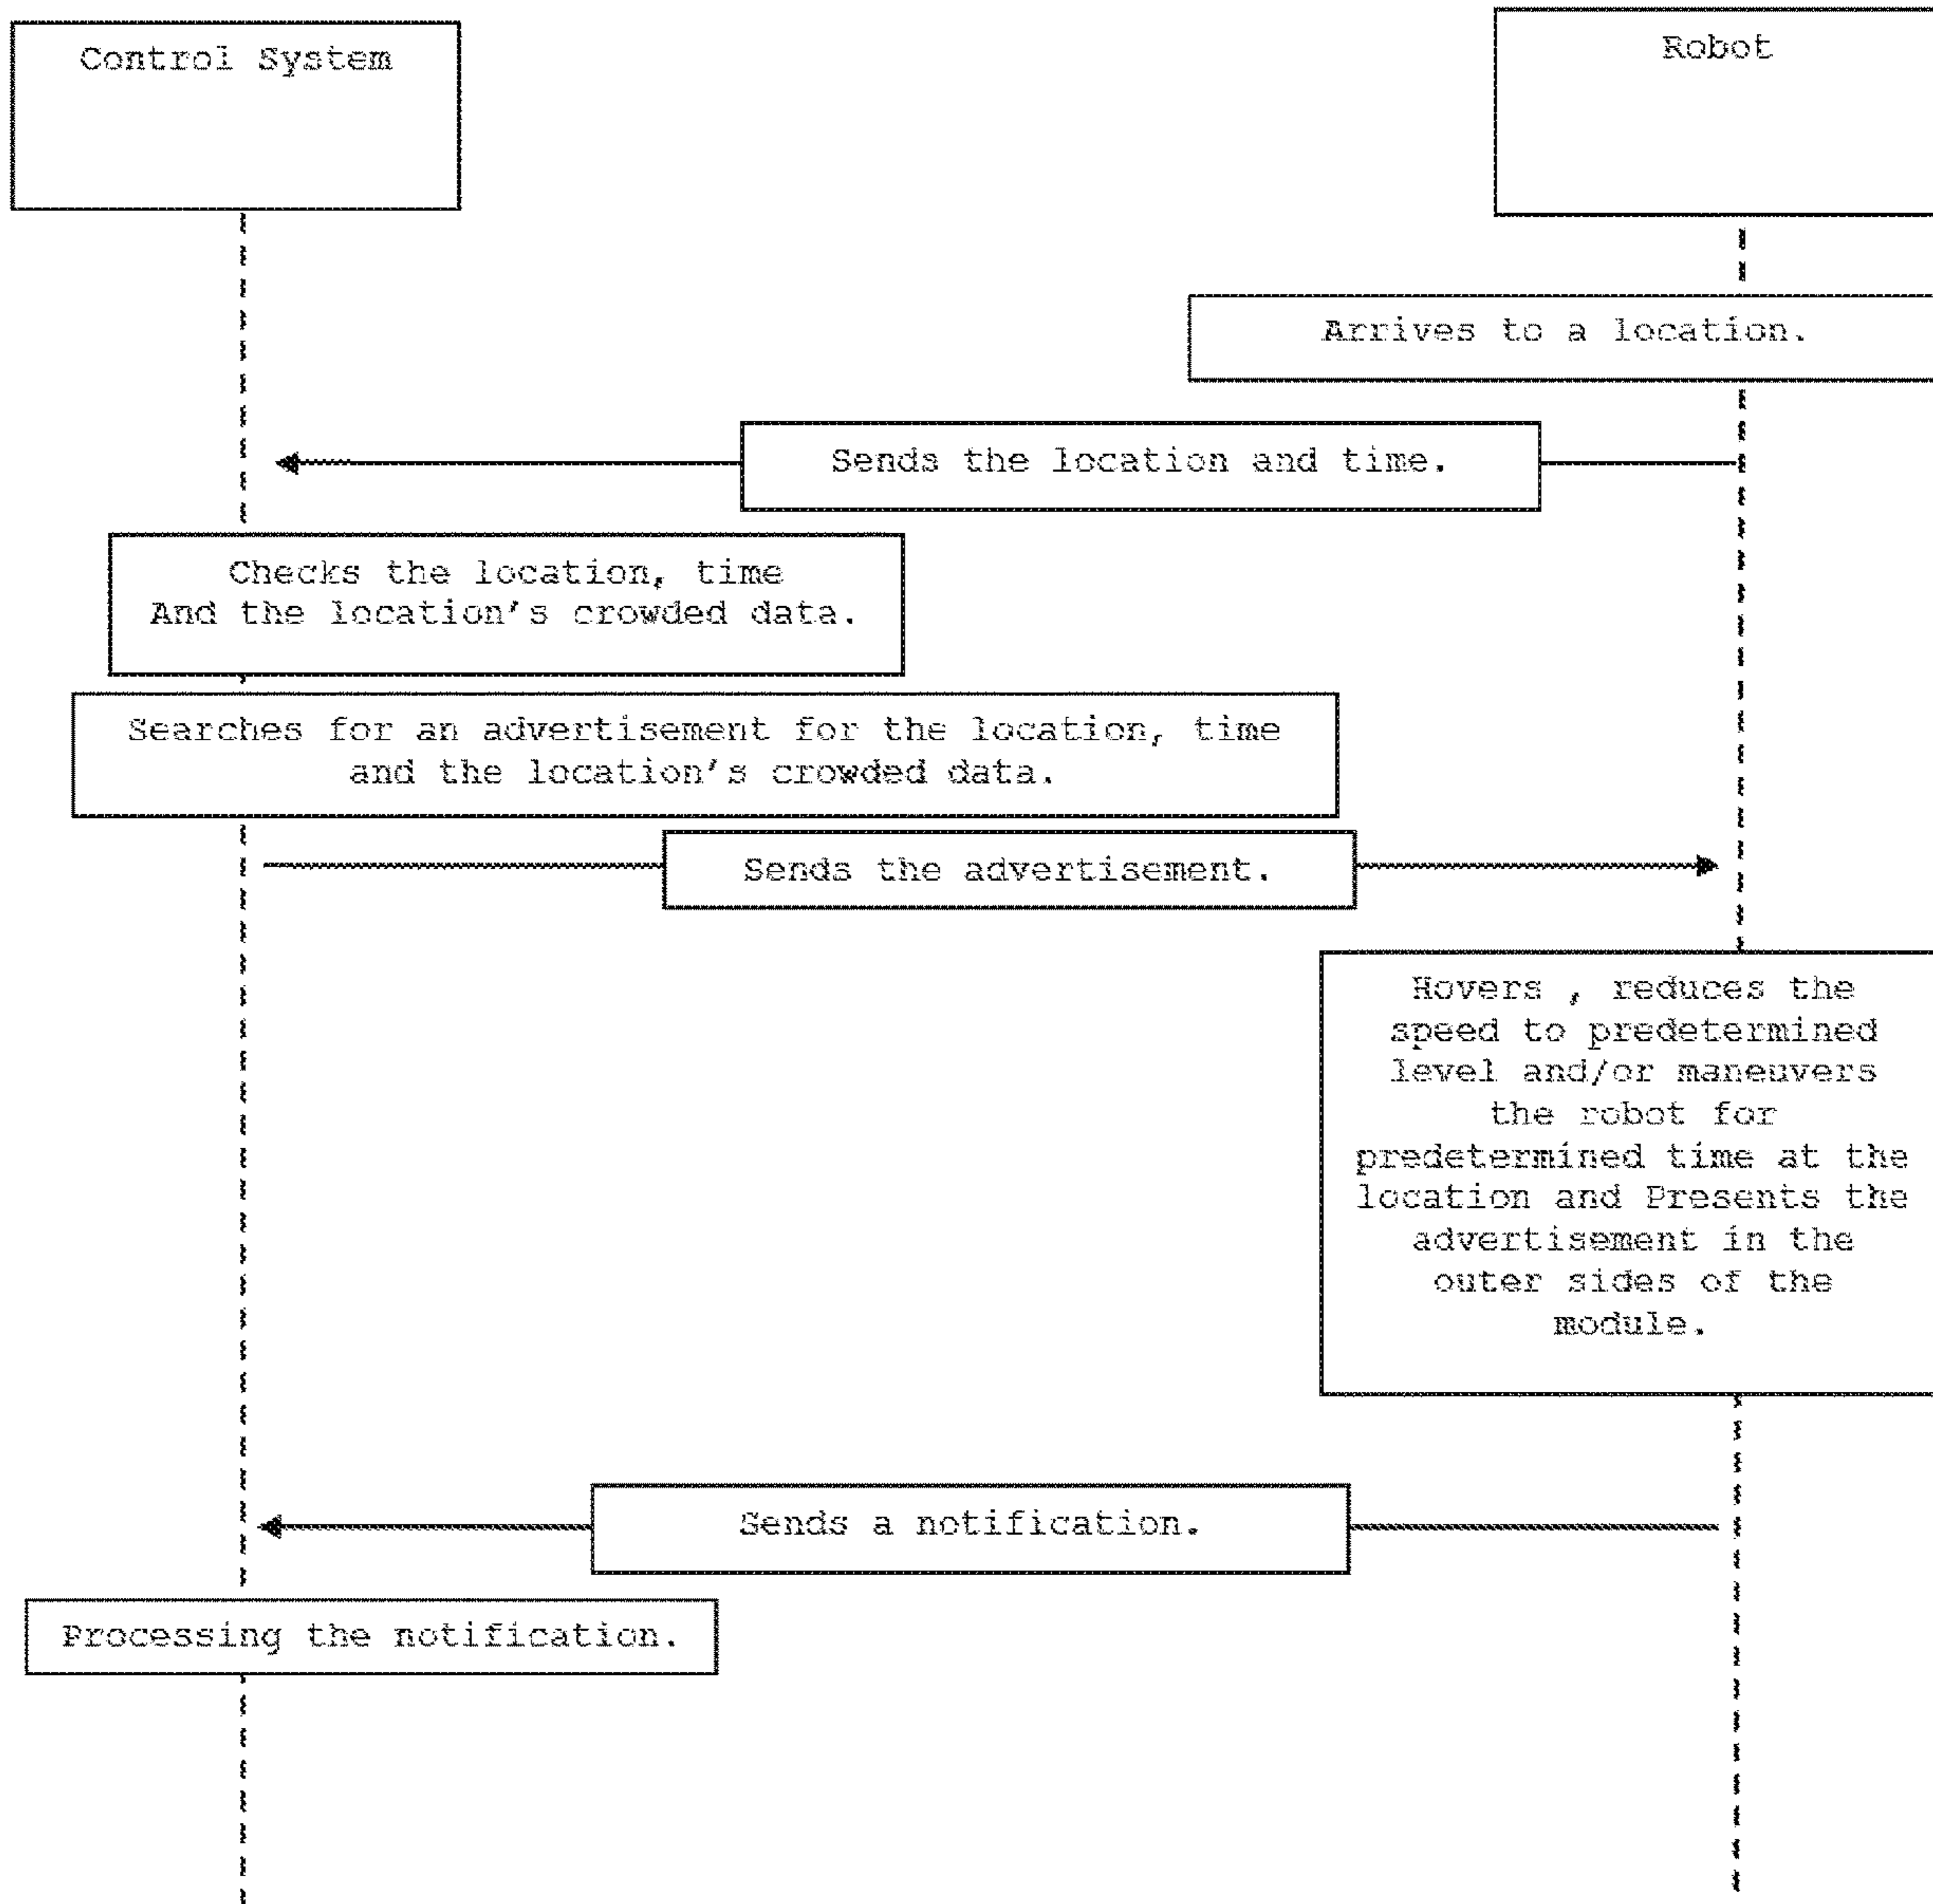 Control System
Robot
Arrives to a location.
Sends the location and time.
Checks the location, time
And the location's crowded data.
Searches for an advertisement for the location, time
and the location's crowded data.
Sends the advertisement.
Hovers , reduces the
speed to predetermined
level and/or maneuvers
the robot for
predetermined time at the
location and Presents the
advertisement in the
outer sides of the
module.
Sends a notification.
Processing the notification.